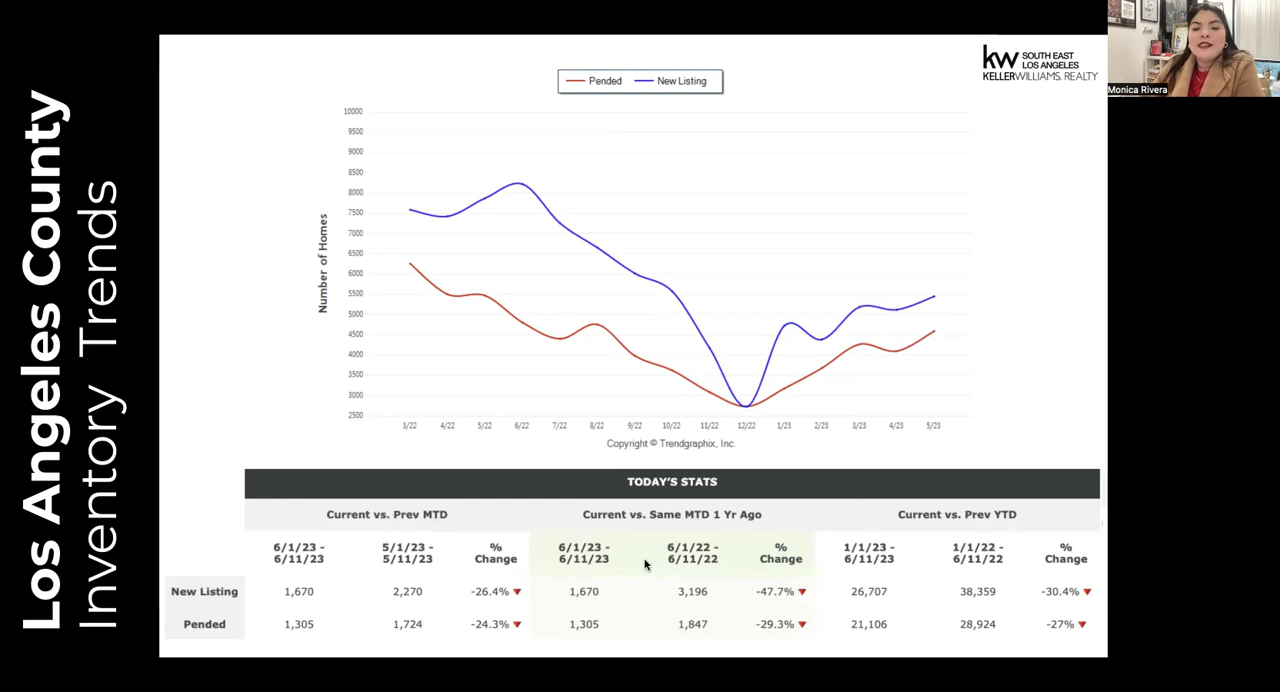 Los Angeles County
Inventory Trends
kw SOUTH EAST
LOS ANGELES
KELLERWILLIAMS. REALTY
Monica Rivera
Pended New Listing
Number of Homes
10000
9500
9000
8500
8000
7500
7000
6500
6000
5500
5000
4500
4000
3500
3000
2500
3/22 4/22 5/22 6/22 7/22 8/22 9/22 10/22 11/22 12/22 1/23 2/23 3/23 4/23 5/23
Copyright © Trendgraphix, Inc.
TODAY'S STATS
Current vs. Prev MTD Current vs. Same MTD 1 Yr Ago Current vs. Prev YTD
6/1/23 - 5/1/23 - % 6/1/23 - 6/1/22 - % 1/1/23 - 1/1/22 - %
6/11/23 5/11/23 Change 6/11/23 6/11/22 Change 6/11/23 6/11/22 Change
New Listing 1,670 2,270 -26.4% 1,670 3,196 -47.7% 26,707 38,359 -30.4%
Pended 1,305 1,724 -24.3% 1,305 1,847 -29.3% 21,106 28,924 -27%